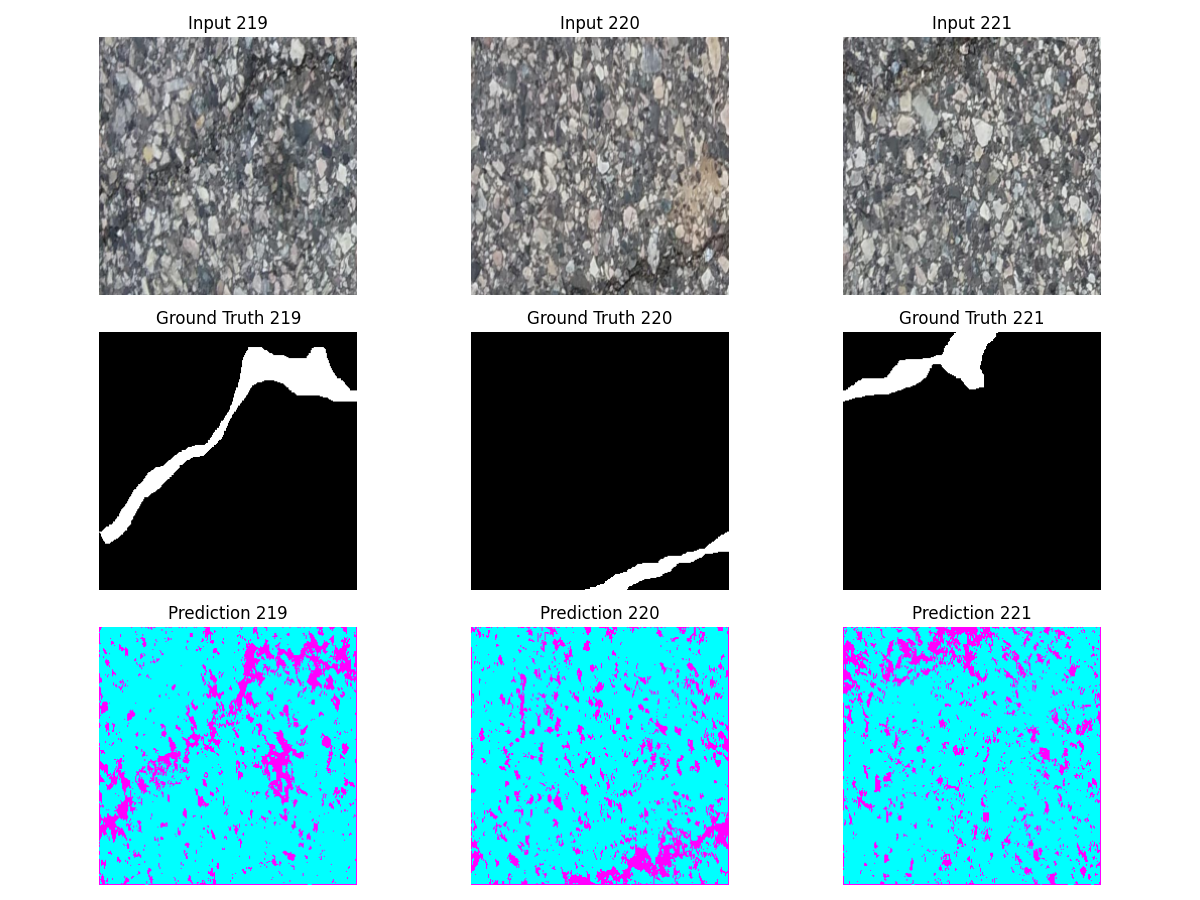 Input 219
Input 220
Input 221
Ground Truth 219
Ground Truth 220
Ground Truth 221
Prediction 219
Prediction 220
Prediction 221